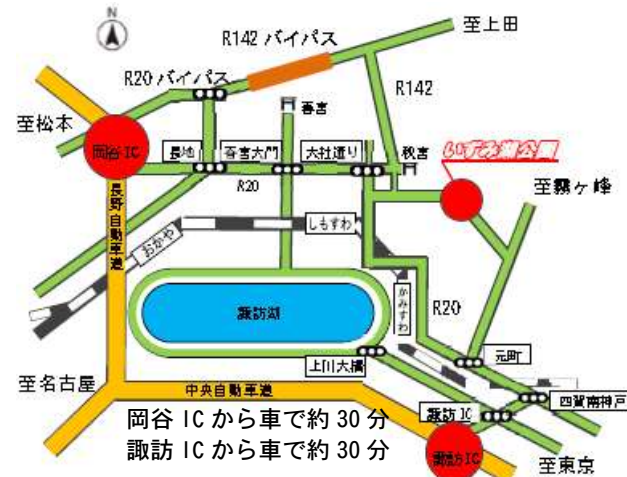 N
至上田
R142 バイパス
R20 バイパス
R142
春宮
至松本
岡谷IC
長地
春宮大門
大社通り
秋宮
いずみ湖公園
R20
至霧ヶ峰
長野自動車道
おかや
しもすわ
かみすわ
諏訪湖
R20
上川大橋
元町
至名古屋
中央自動車道
諏訪IC
四賀南神戸
岡谷 IC から車で約 30 分
諏訪 IC から車で約 30 分
諏訪IC
至東京